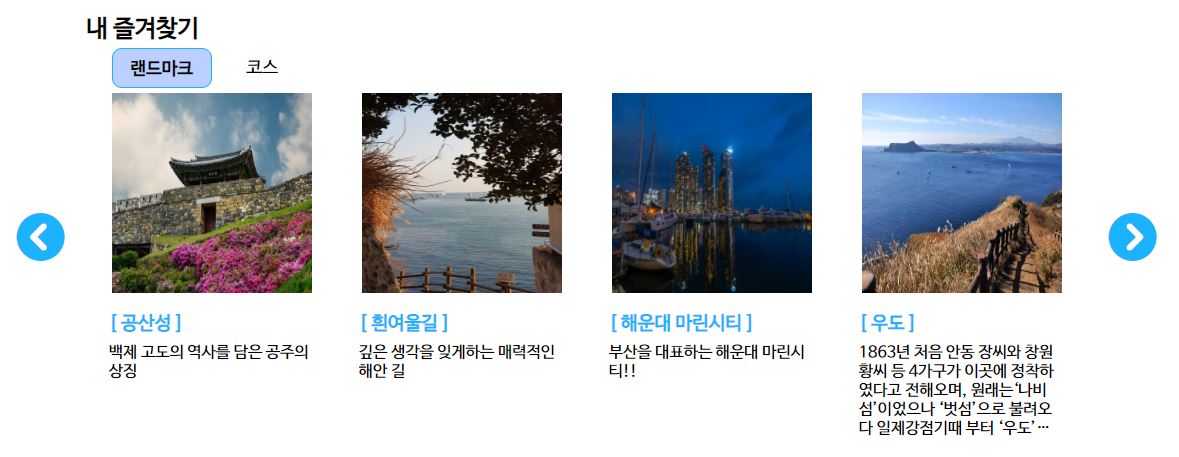 내 즐겨찾기
랜드마크
코스
[ 공산성 ]
백제 고도의 역사를 담은 공주의
상징
[ 흰여울길 ]
깊은 생각을 잊게하는 매력적인
해안 길
[ 해운대 마린시티 ]
부산을 대표하는 해운대 마린시
티!!
[ 우도 ]
1863년 처음 안동 장씨와 창원
황씨 등 4가구가 이곳에 정착하
였다고 전해오며, 원래는‘나비
섬’이었으나 ‘벗섬’으로 불려오
다 일제강점기때 부터 ‘우도’…